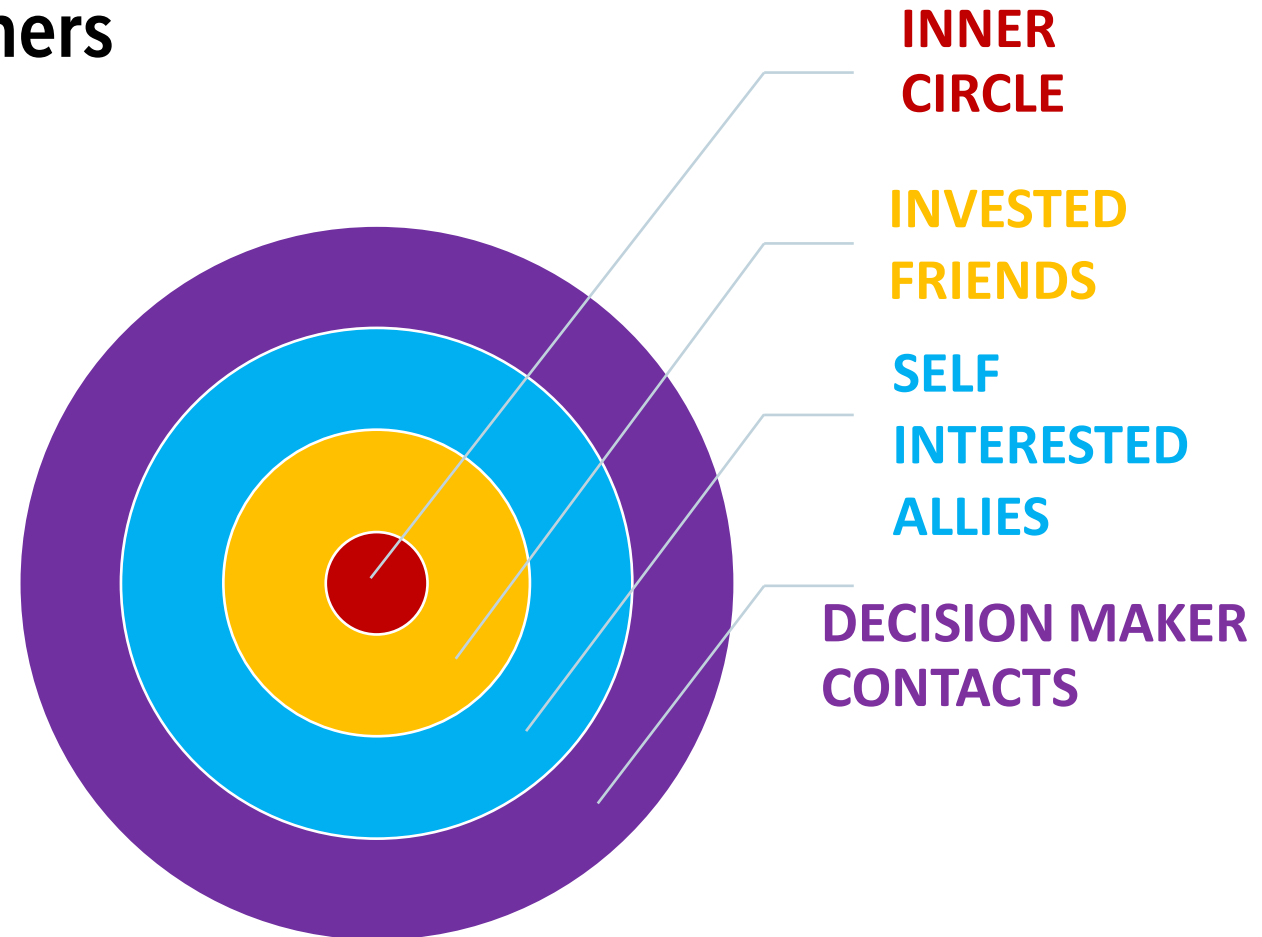 ners
INNER
CIRCLE
INVESTED
FRIENDS
SELF
INTERESTED
ALLIES
DECISION MAKER
CONTACTS